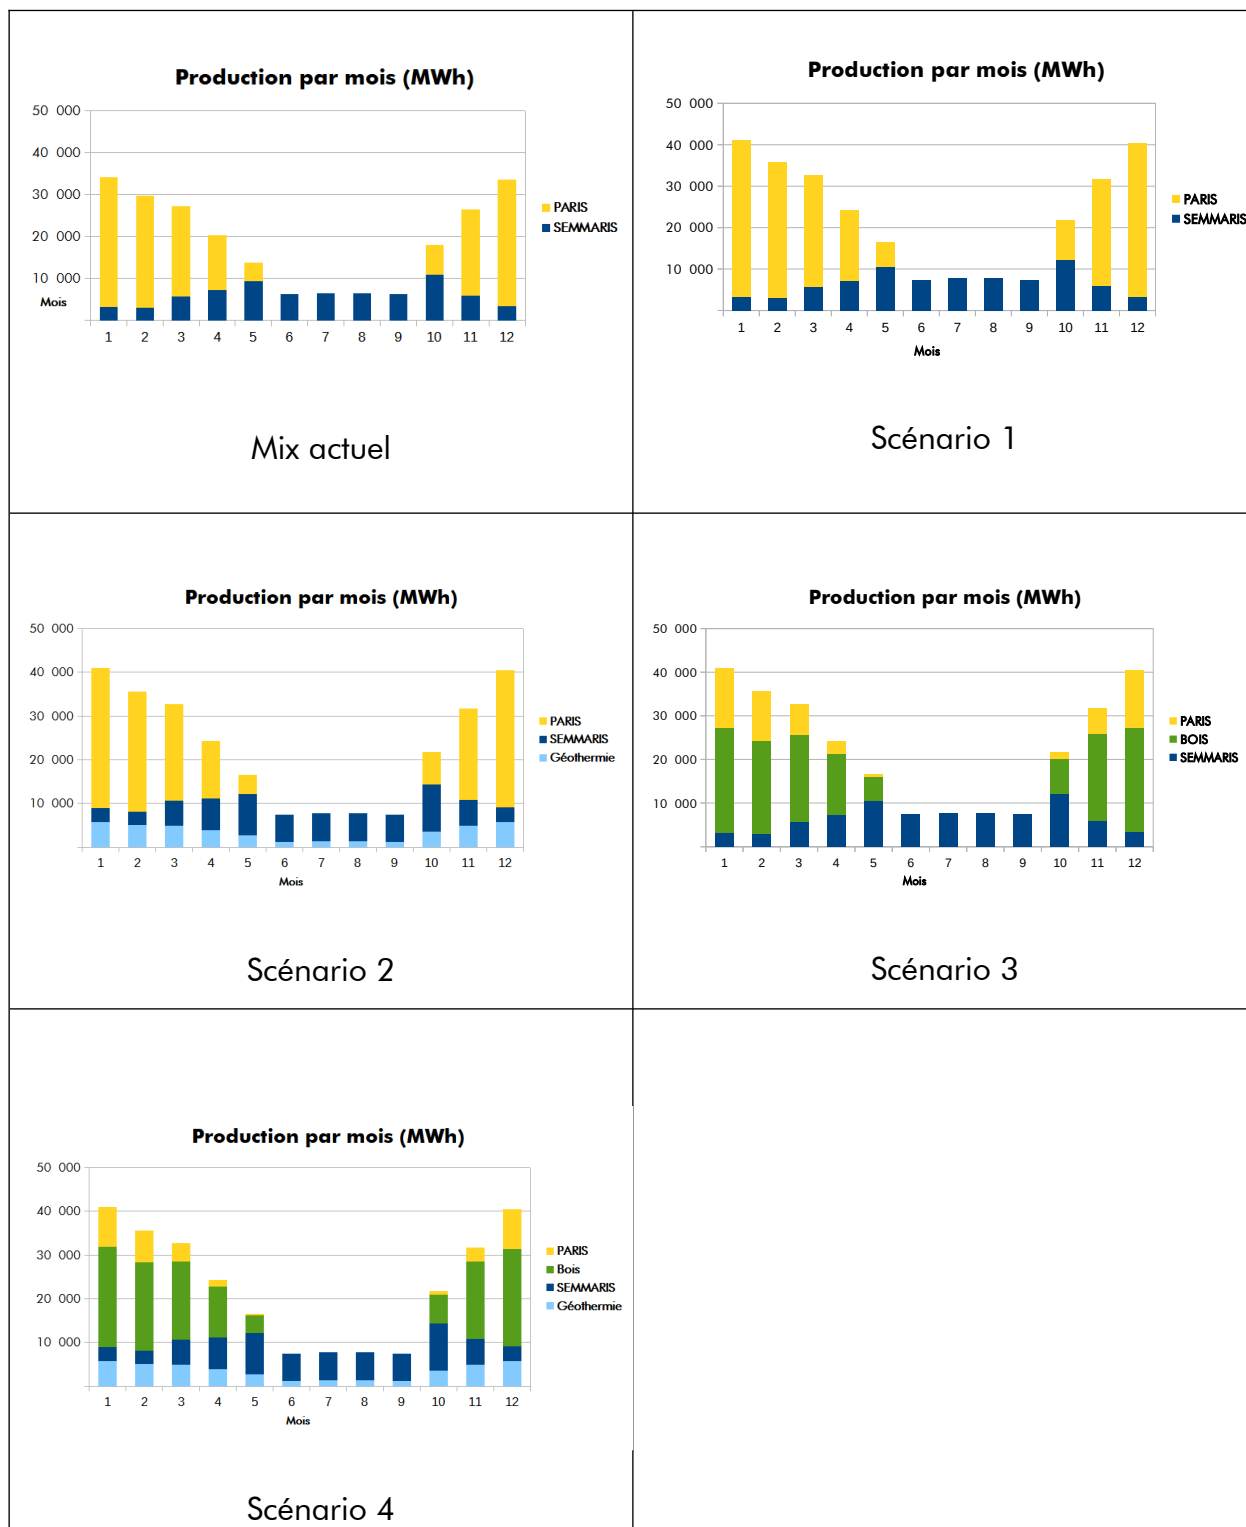 Production par mois (MWh)
50 000
40 000
30 000
20 000
10 000
Mois
1 2 3 4 5 6 7 8 9 10 11 12
PARIS
SEMMARIS
Mix actuel
Production par mois (MWh)
50 000
40 000
30 000
20 000
10 000
1 2 3 4 5 6 7 8 9 10 11 12
Mois
PARIS
SEMMARIS
Scénario 1
Production par mois (MWh)
50 000
40 000
30 000
20 000
10 000
1 2 3 4 5 6 7 8 9 10 11 12
Mois
PARIS
SEMMARIS
Géothermie
Scénario 2
Production par mois (MWh)
50 000
40 000
30 000
20 000
10 000
1 2 3 4 5 6 7 8 9 10 11 12
Mois
PARIS
BOIS
SEMMARIS
Scénario 3
Production par mois (MWh)
50 000
40 000
30 000
20 000
10 000
1 2 3 4 5 6 7 8 9 10 11 12
Mois
PARIS
Bois
SEMMARIS
Géothermie
Scénario 4